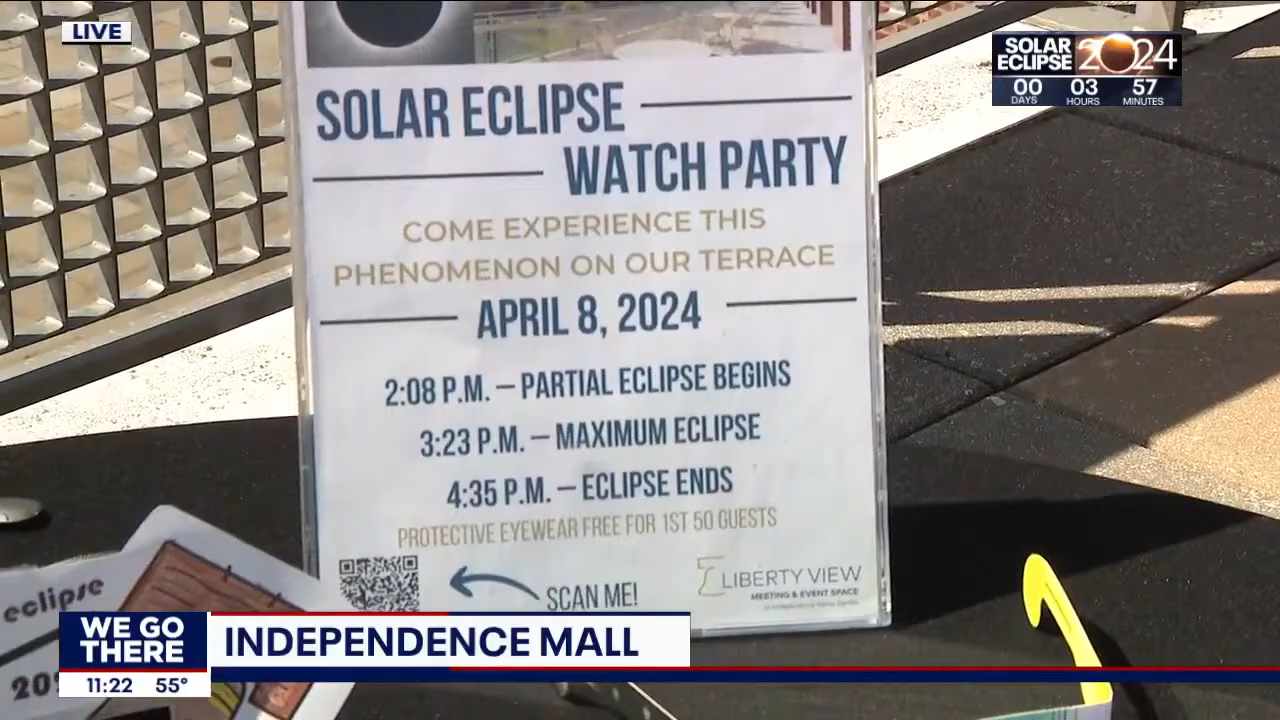 LIVE
SOLAR
ECLIPSE
2024
00 03 57
DAYS HOURS MINUTES
SOLAR ECLIPSE
WATCH PARTY
COME EXPERIENCE THIS
PHENOMENON ON OUR TERRACE
APRIL 8, 2024
2:08 P.M. – PARTIAL ECLIPSE BEGINS
3:23 P.M. – MAXIMUM ECLIPSE
4:35 P.M. – ECLIPSE ENDS
PROTECTIVE EYEWEAR FREE FOR 1ST 50 GUESTS
SCAN ME!
LIBERTY VIEW
MEETING & EVENT SPACE
eclipse
WE GO
THERE
INDEPENDENCE MALL
11:22 55°